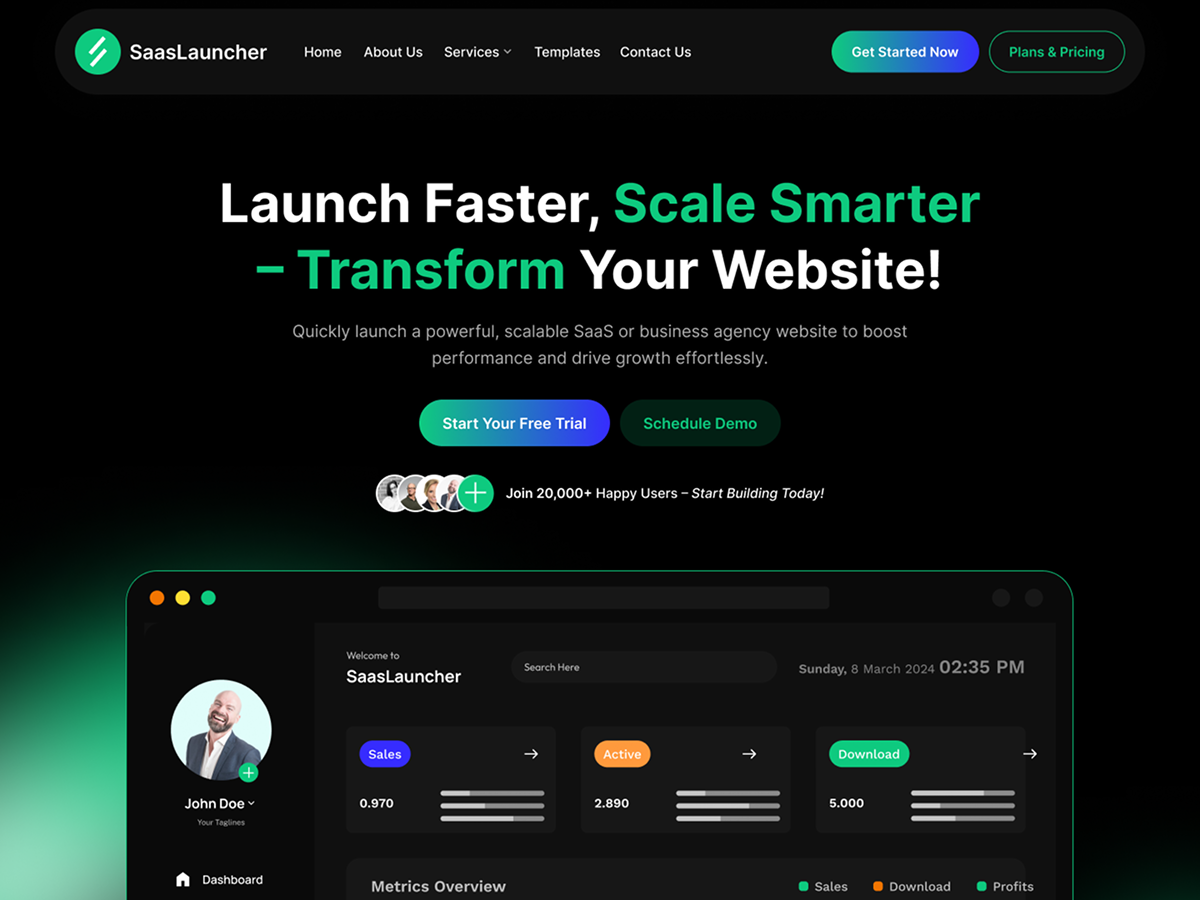 SaasLauncher
Home
About Us
Services
Templates
Contact Us
Get Started Now
Plans & Pricing
Launch Faster, Scale Smarter
– Transform Your Website!
Quickly launch a powerful, scalable SaaS or business agency website to boost
performance and drive growth effortlessly.
Start Your Free Trial
Schedule Demo
Join 20,000+ Happy Users – Start Building Today!
Welcome to
SaasLauncher
Search Here
Sunday, 8 March 2024 02:35 PM
John Doe
Your Taglines
Dashboard
Sales
0.970
Active
2.890
Download
5.000
Metrics Overview
Sales
Download
Profits